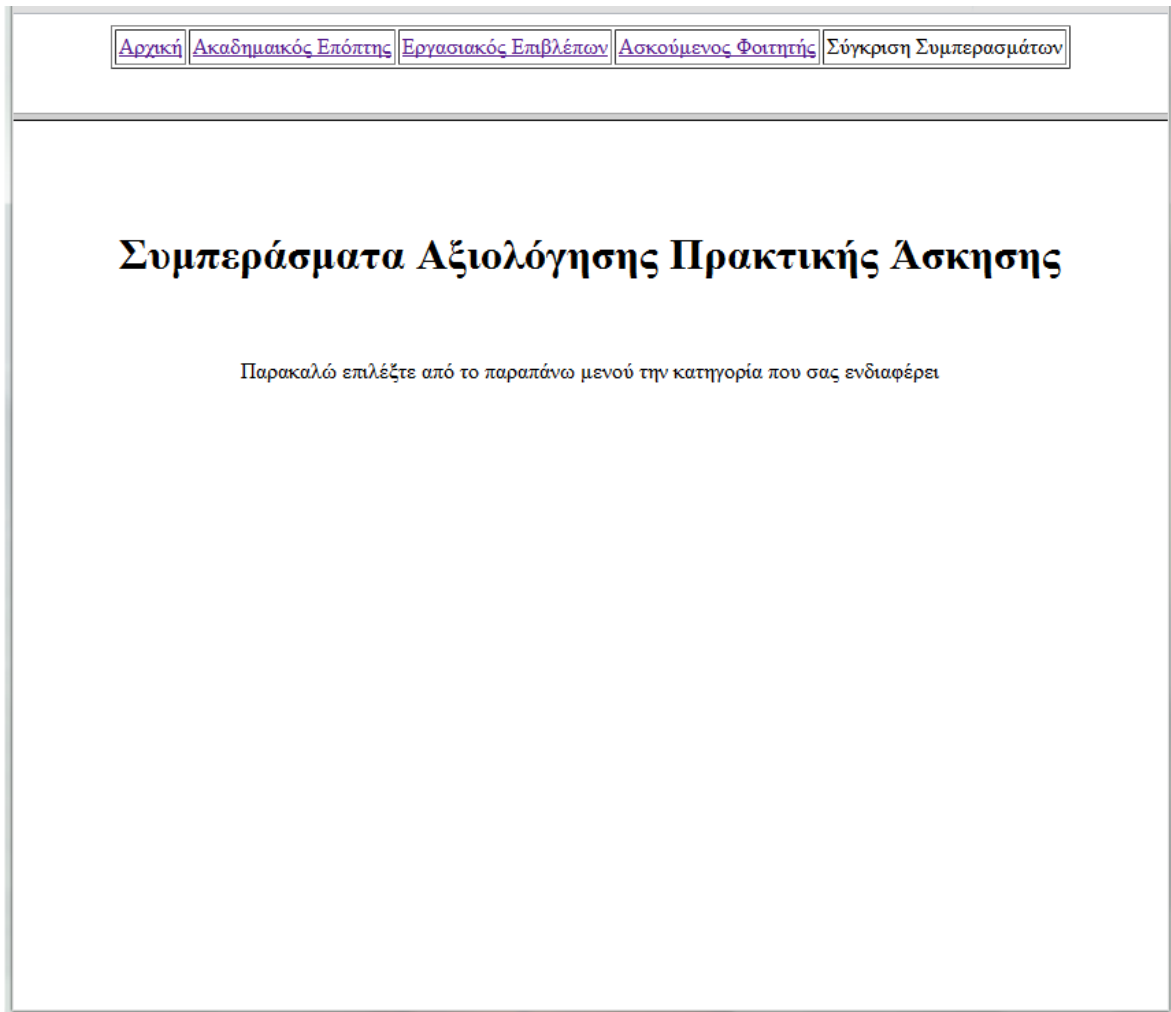 Αρχική Ακαδημαικός Επόπτης Εργασιακός Επιβλέπων Ασκούμενος Φοιτητής Σύγκριση Συμπερασμάτων
Συμπεράσματα Αξιολόγησης Πρακτικής Άσκησης
Παρακαλώ επιλέξτε από το παραπάνω μενού την κατηγορία που σας ενδιαφέρει